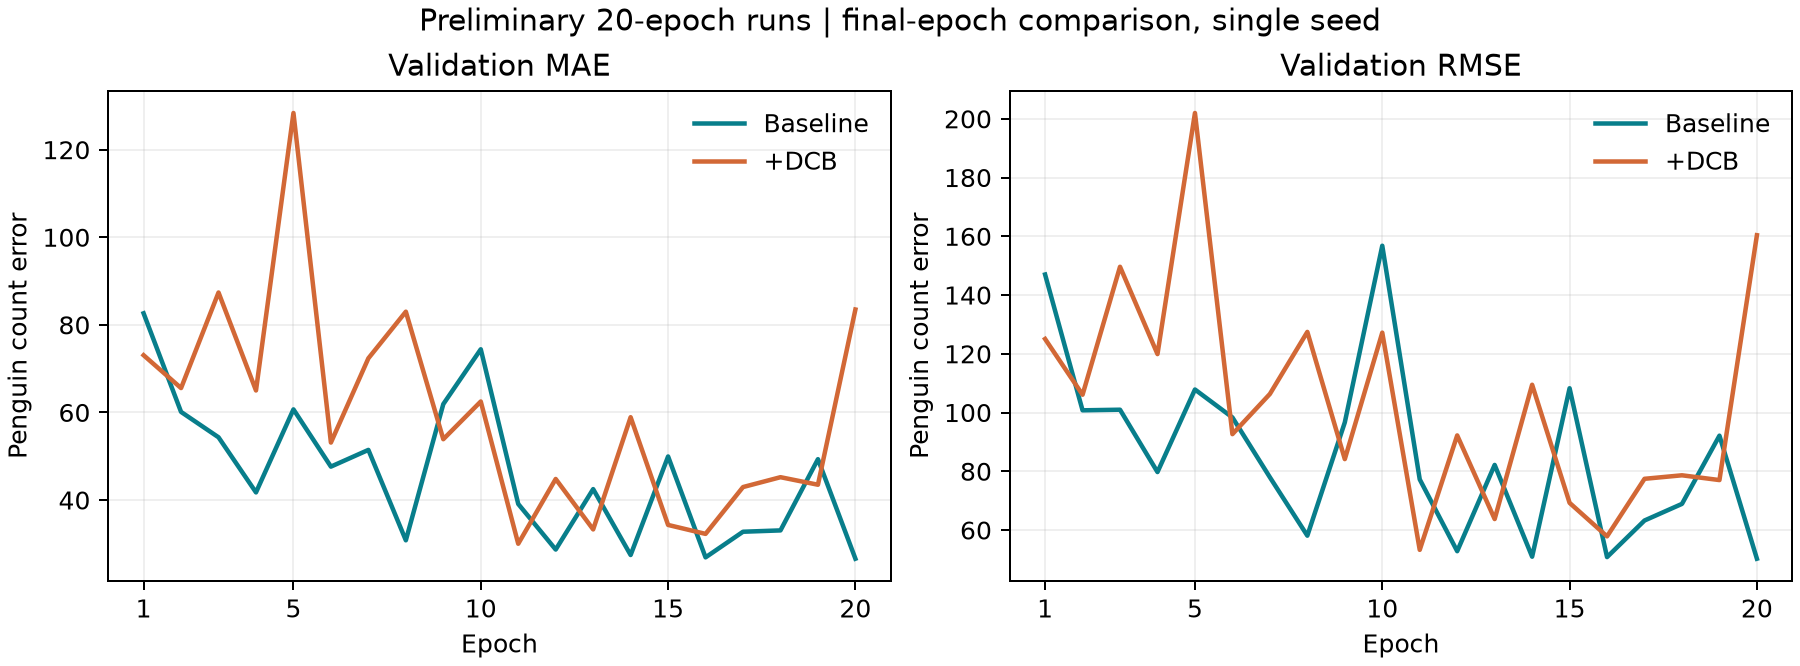 Preliminary 20-epoch runs | final-epoch comparison, single seed
Validation MAE
Penguin count error
120
100
80
60
40
Baseline
+DCB
1 5 10 15 20
Epoch
Validation RMSE
Penguin count error
200
180
160
140
120
100
80
60
Baseline
+DCB
1 5 10 15 20
Epoch